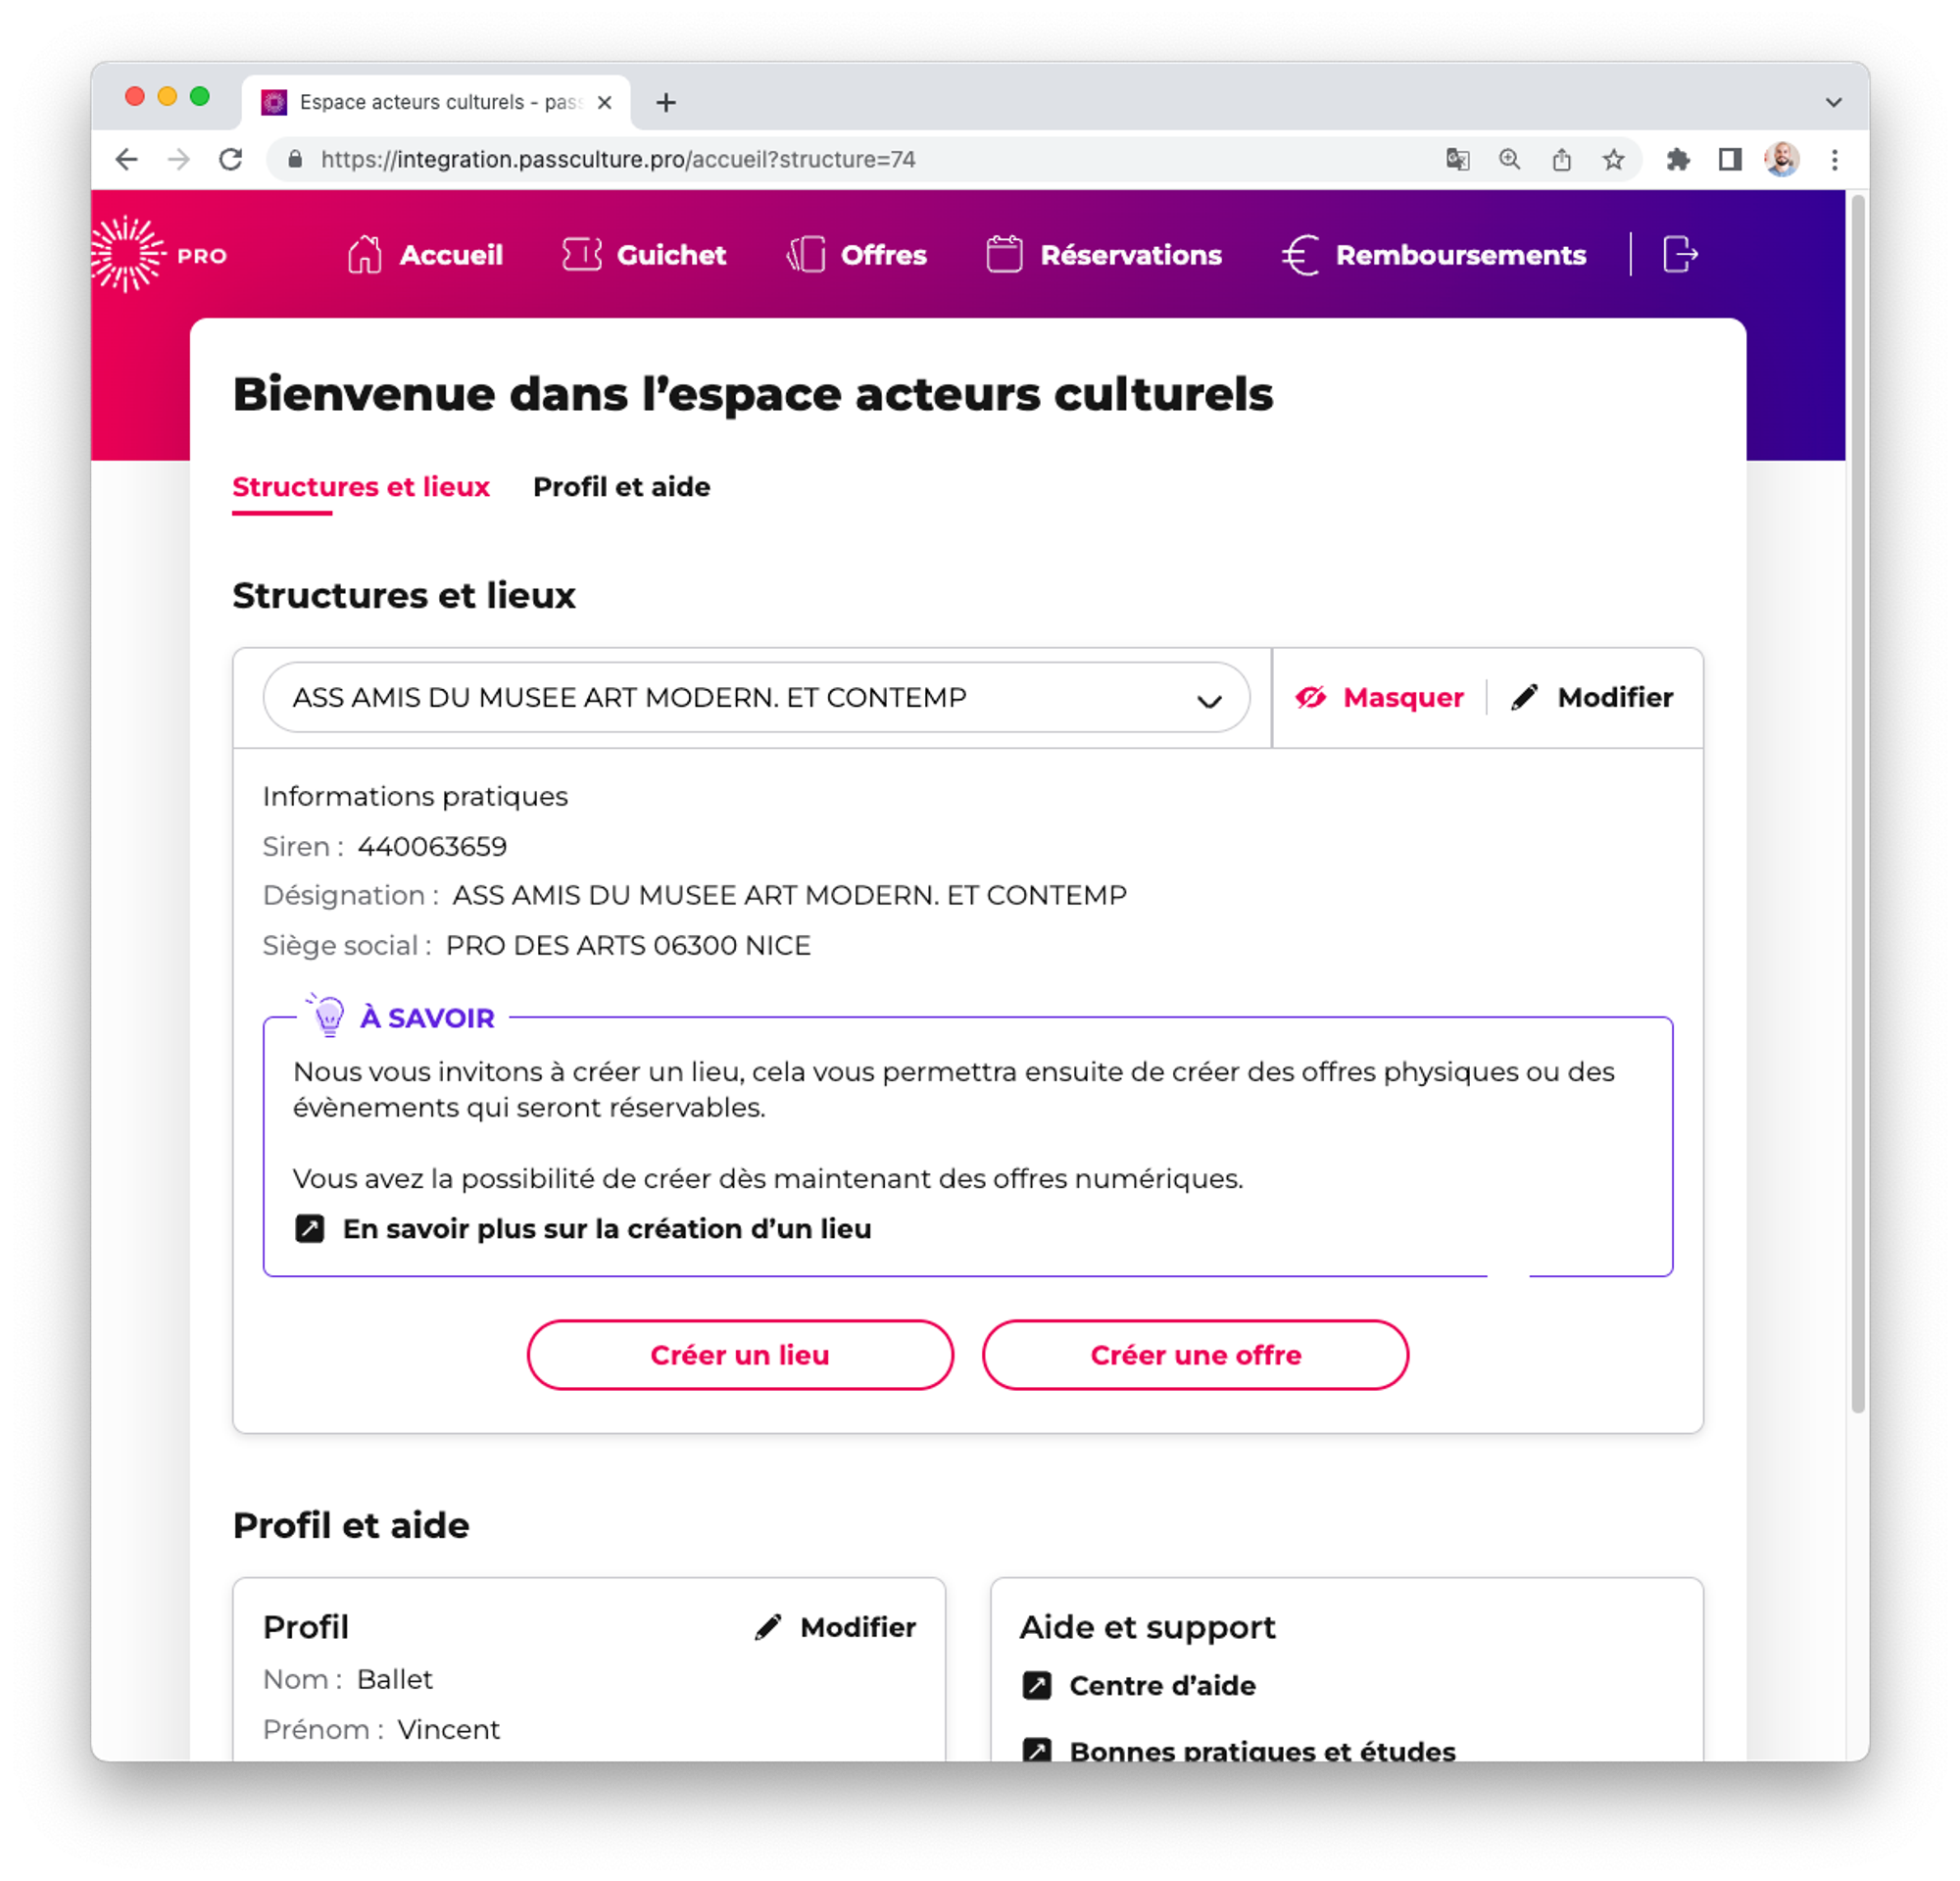 Espace acteurs culturels - pass
https://integration.passculture.pro/accueil?structure=74
PRO
Accueil
Guichet
Offres
Réservations
Remboursements
Bienvenue dans l’espace acteurs culturels
Structures et lieux
Profil et aide
Structures et lieux
ASS AMIS DU MUSEE ART MODERN. ET CONTEMP
Masquer
Modifier
Informations pratiques
Siren : 440063659
Désignation : ASS AMIS DU MUSEE ART MODERN. ET CONTEMP
Siège social : PRO DES ARTS 06300 NICE
À SAVOIR
Nous vous invitons à créer un lieu, cela vous permettra ensuite de créer des offres physiques ou des
évènements qui seront réservables.
Vous avez la possibilité de créer dès maintenant des offres numériques.
En savoir plus sur la création d’un lieu
Créer un lieu
Créer une offre
Profil et aide
Profil
Modifier
Nom : Ballet
Prénom : Vincent
Aide et support
Centre d’aide
Bonnes pratiques et études